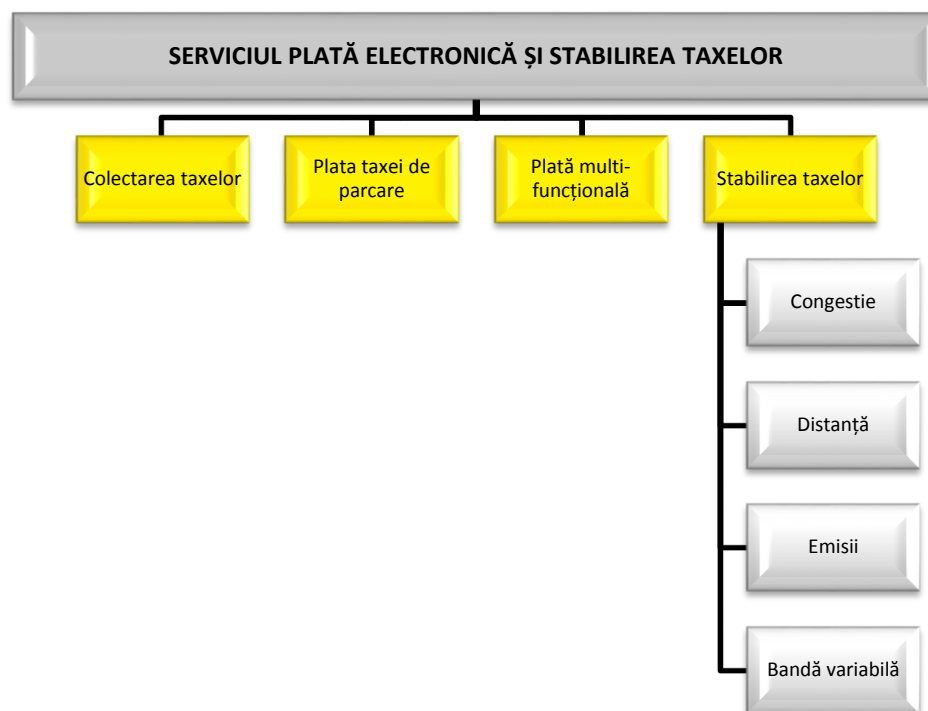 SERVICIUL PLATĂ ELECTRONICĂ ȘI STABILIREA TAXELOR
Colectarea taxelor
Plata taxei de
parcare
Plată multi-
funcțională
Stabilirea taxelor
Congestie
Distanță
Emisii
Bandă variabilă